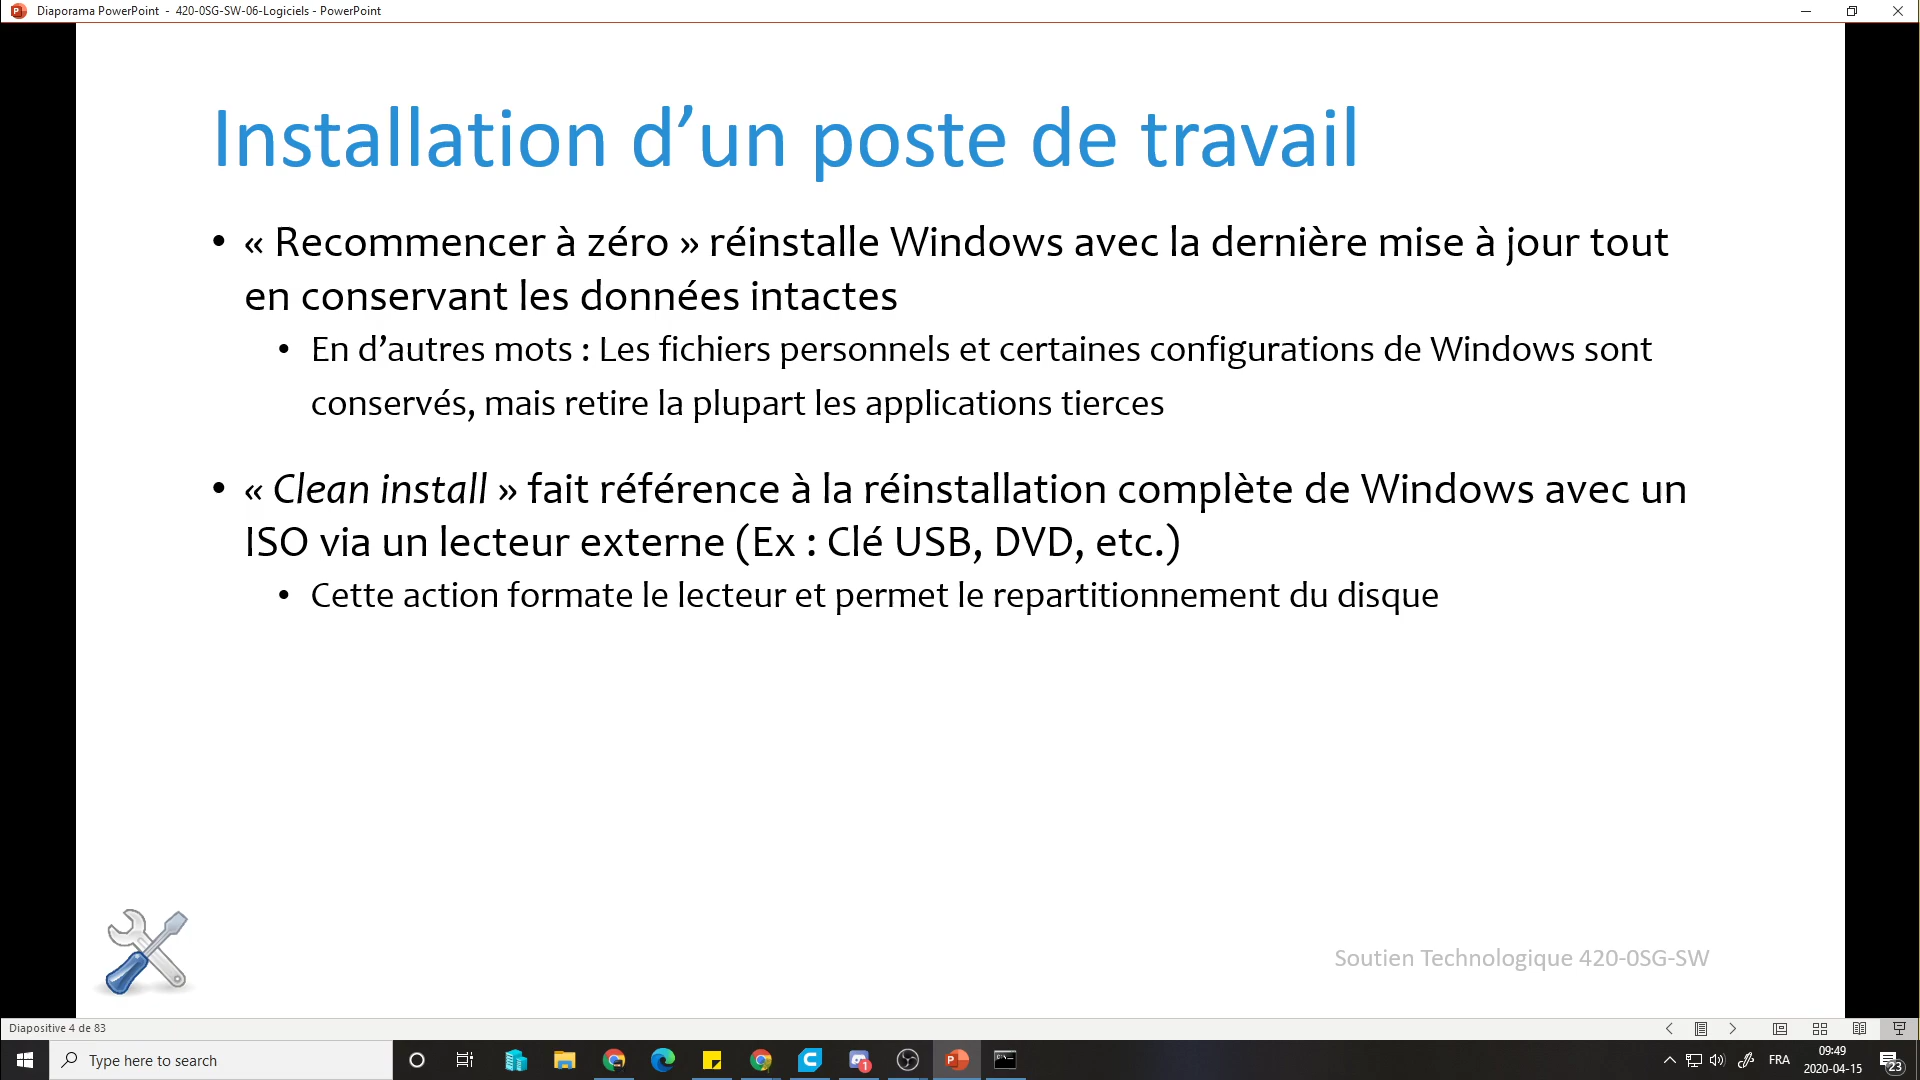 Diaporama PowerPoint - 420-0SG-SW-06-Logiciels - PowerPoint
Installation d’un poste de travail
• « Recommencer à zéro » réinstalle Windows avec la dernière mise à jour tout
en conservant les données intactes
• En d’autres mots : Les fichiers personnels et certaines configurations de Windows sont
conservés, mais retire la plupart les applications tierces
• « Clean install » fait référence à la réinstallation complète de Windows avec un
ISO via un lecteur externe (Ex : Clé USB, DVD, etc.)
• Cette action formate le lecteur et permet le repartitionnement du disque
Soutien Technologique 420-0SG-SW
Diapositive 4 de 83
Type here to search
1
FRA
09:49
2020-04-15
23